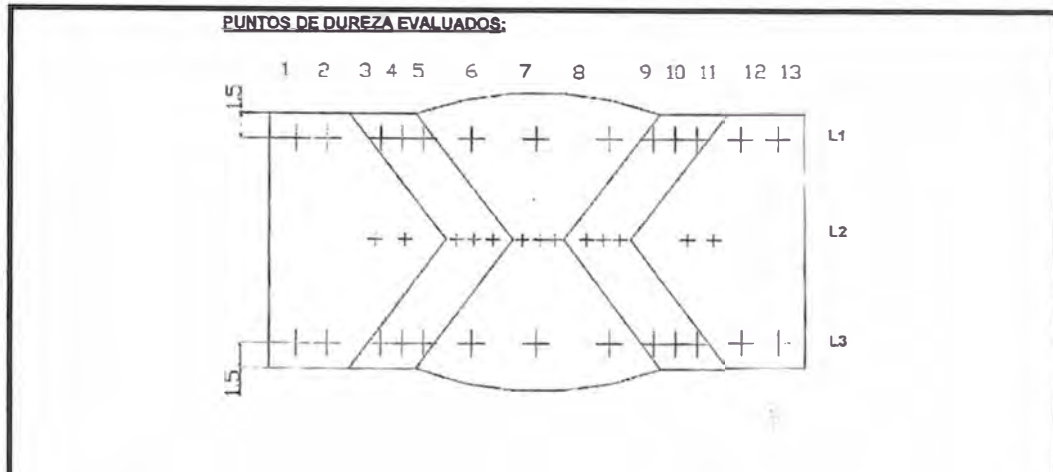 PUNTOS DE DUREZA EVALUADOS:
1 2 3 4 5 6 7 8 9 10 11 12 13
1.5
L1
L2
L3
1.5